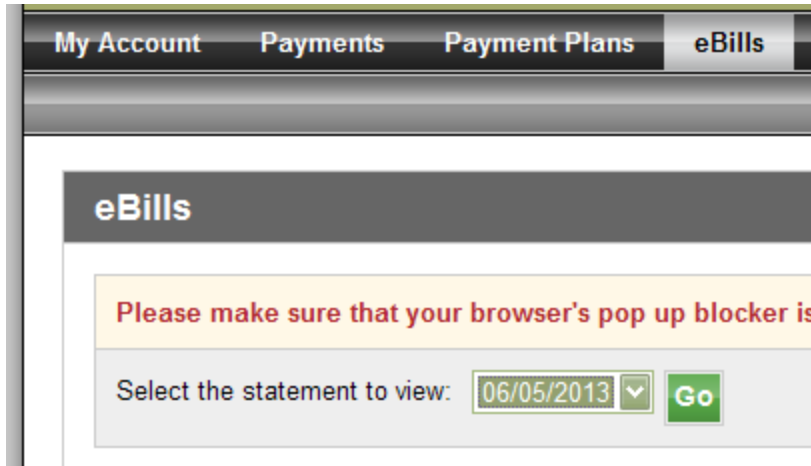 My Account Payments Payment Plans eBills
eBills
Please make sure that your browser's pop up blocker is
Select the statement to view: 06/05/2013 Go